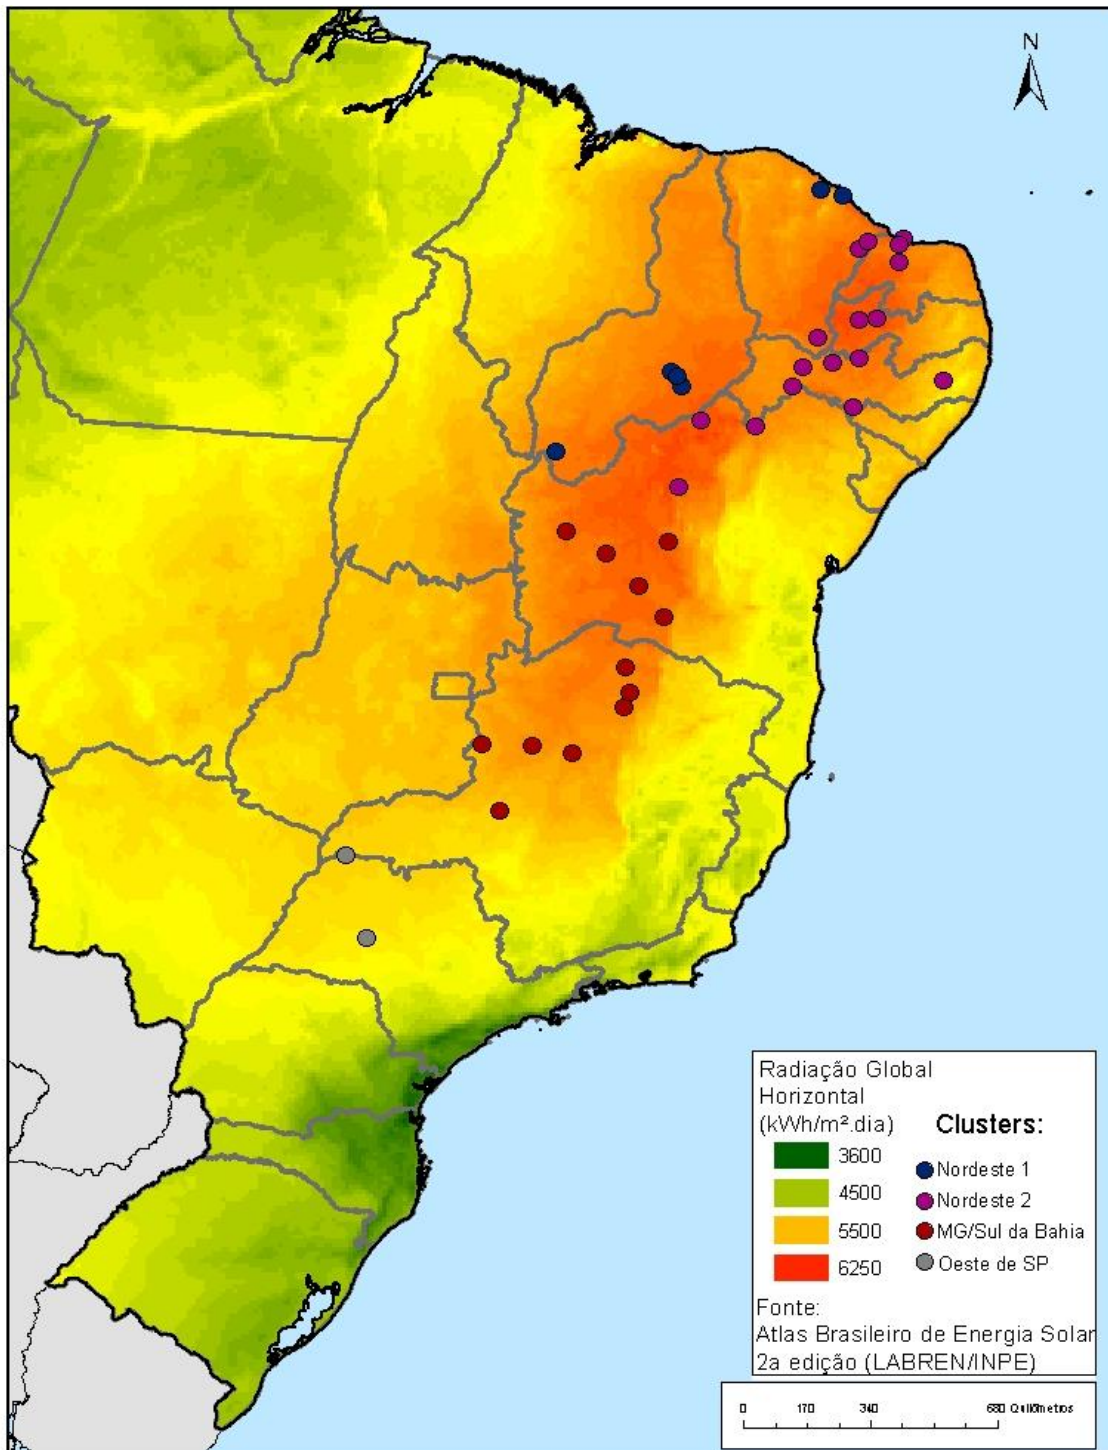 N
Radiação Global
Horizontal
(kWh/m².dia)
3600
4500
5500
6250
Clusters:
Nordeste 1
Nordeste 2
MG/Sul da Bahia
Oeste de SP
Fonte:
Atlas Brasileiro de Energia Solar
2a edição (LABREN/INPE)
0 170 340 680 Quilômetros